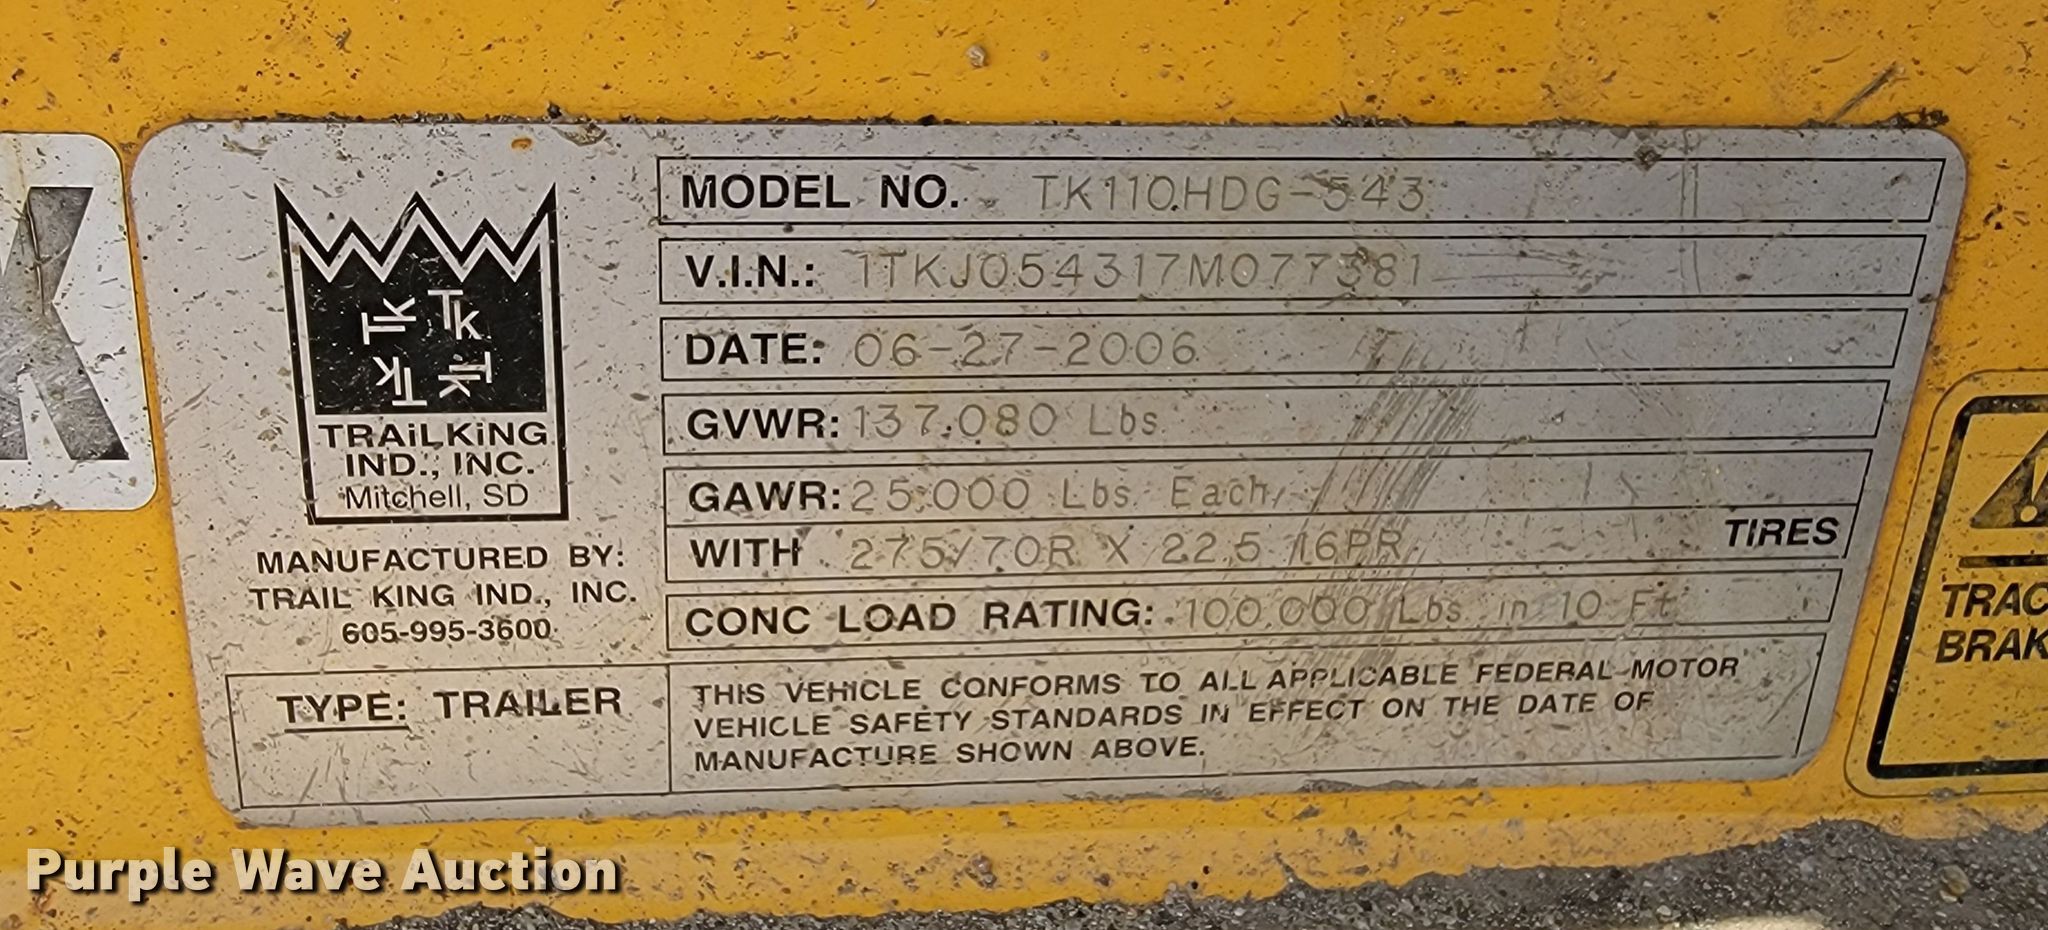 MODEL NO. TK110HDG-543
V.I.N.: 1TKJ054317M077381
DATE: 06-27-2006
GVWR: 137,080 Lbs
GAWR: 25,000 Lbs Each
WITH 275/70R X 22.5 16PR TIRES
CONC LOAD RATING: 100,000 Lbs in 10 Ft
TK TK TK TK
TRAiLKiNG
IND., INC.
Mitchell, SD
MANUFACTURED BY:
TRAIL KING IND., INC.
605-995-3600
TYPE: TRAILER
THIS VEHICLE CONFORMS TO ALL APPLICABLE FEDERAL MOTOR
VEHICLE SAFETY STANDARDS IN EFFECT ON THE DATE OF
MANUFACTURE SHOWN ABOVE.
K
TRAC
BRAK
Purple Wave Auction